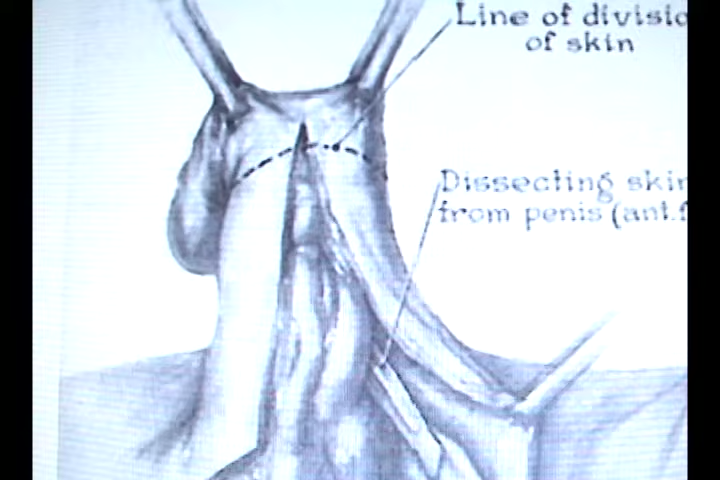 Line of divisio
of skin
Dissecting skin
from penis (ant.f